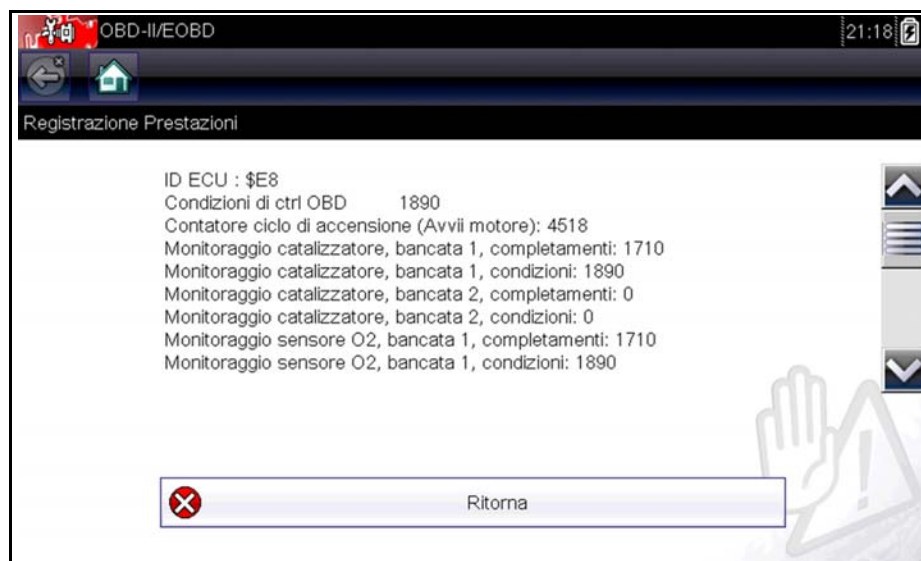 OBD-II/EOBD
21:18
Registrazione Prestazioni
ID ECU : $E8
Condizioni di ctrl OBD 1890
Contatore ciclo di accensione (Avvii motore): 4518
Monitoraggio catalizzatore, bancata 1, completamenti: 1710
Monitoraggio catalizzatore, bancata 1, condizioni: 1890
Monitoraggio catalizzatore, bancata 2, completamenti: 0
Monitoraggio catalizzatore, bancata 2, condizioni: 0
Monitoraggio sensore O2, bancata 1, completamenti: 1710
Monitoraggio sensore O2, bancata 1, condizioni: 1890
Ritorna